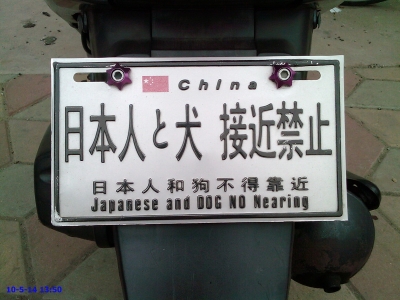 China
日本人と犬 接近禁止
日本人和狗不得靠近
Japanese and DOG NO Nearing
10-5-14 13:50